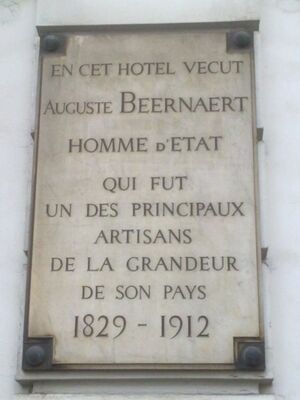 EN CET HOTEL VECUT
AUGUSTE BEERNAERT
HOMME D'ETAT
QUI FUT
UN DES PRINCIPAUX
ARTISANS
DE LA GRANDEUR
DE SON PAYS
1829 - 1912